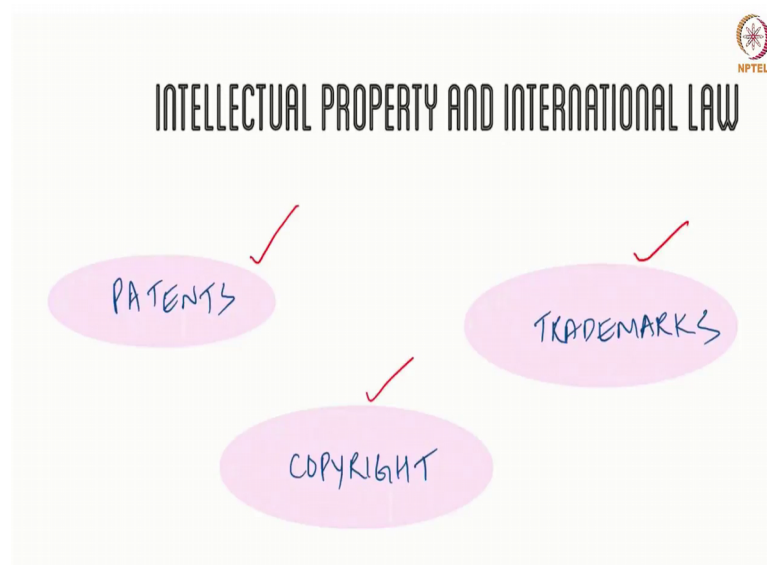 NPTEL
INTELLECTUAL PROPERTY AND INTERNATIONAL LAW
PATENTS
TRADEMARKS
COPYRIGHT